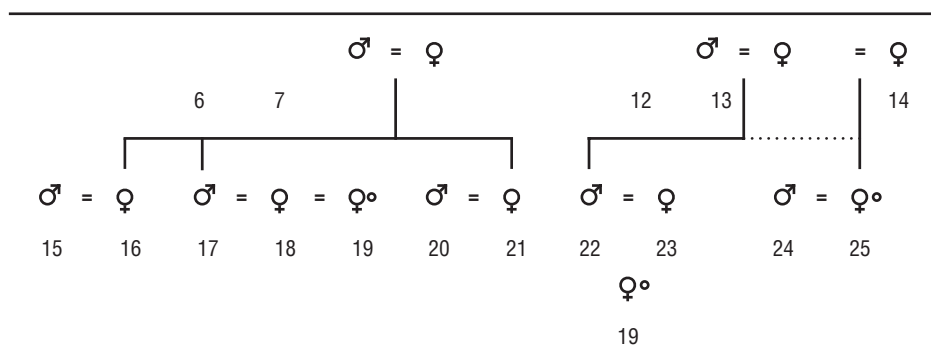 ♂ = ♀ ♂ = ♀ = ♀
6 7 12 13 14
♂ = ♀ ♂ = ♀ = ♀° ♂ = ♀ ♂ = ♀ ♂ = ♀°
15 16 17 18 19 20 21 22 23 24 25
♀°
19